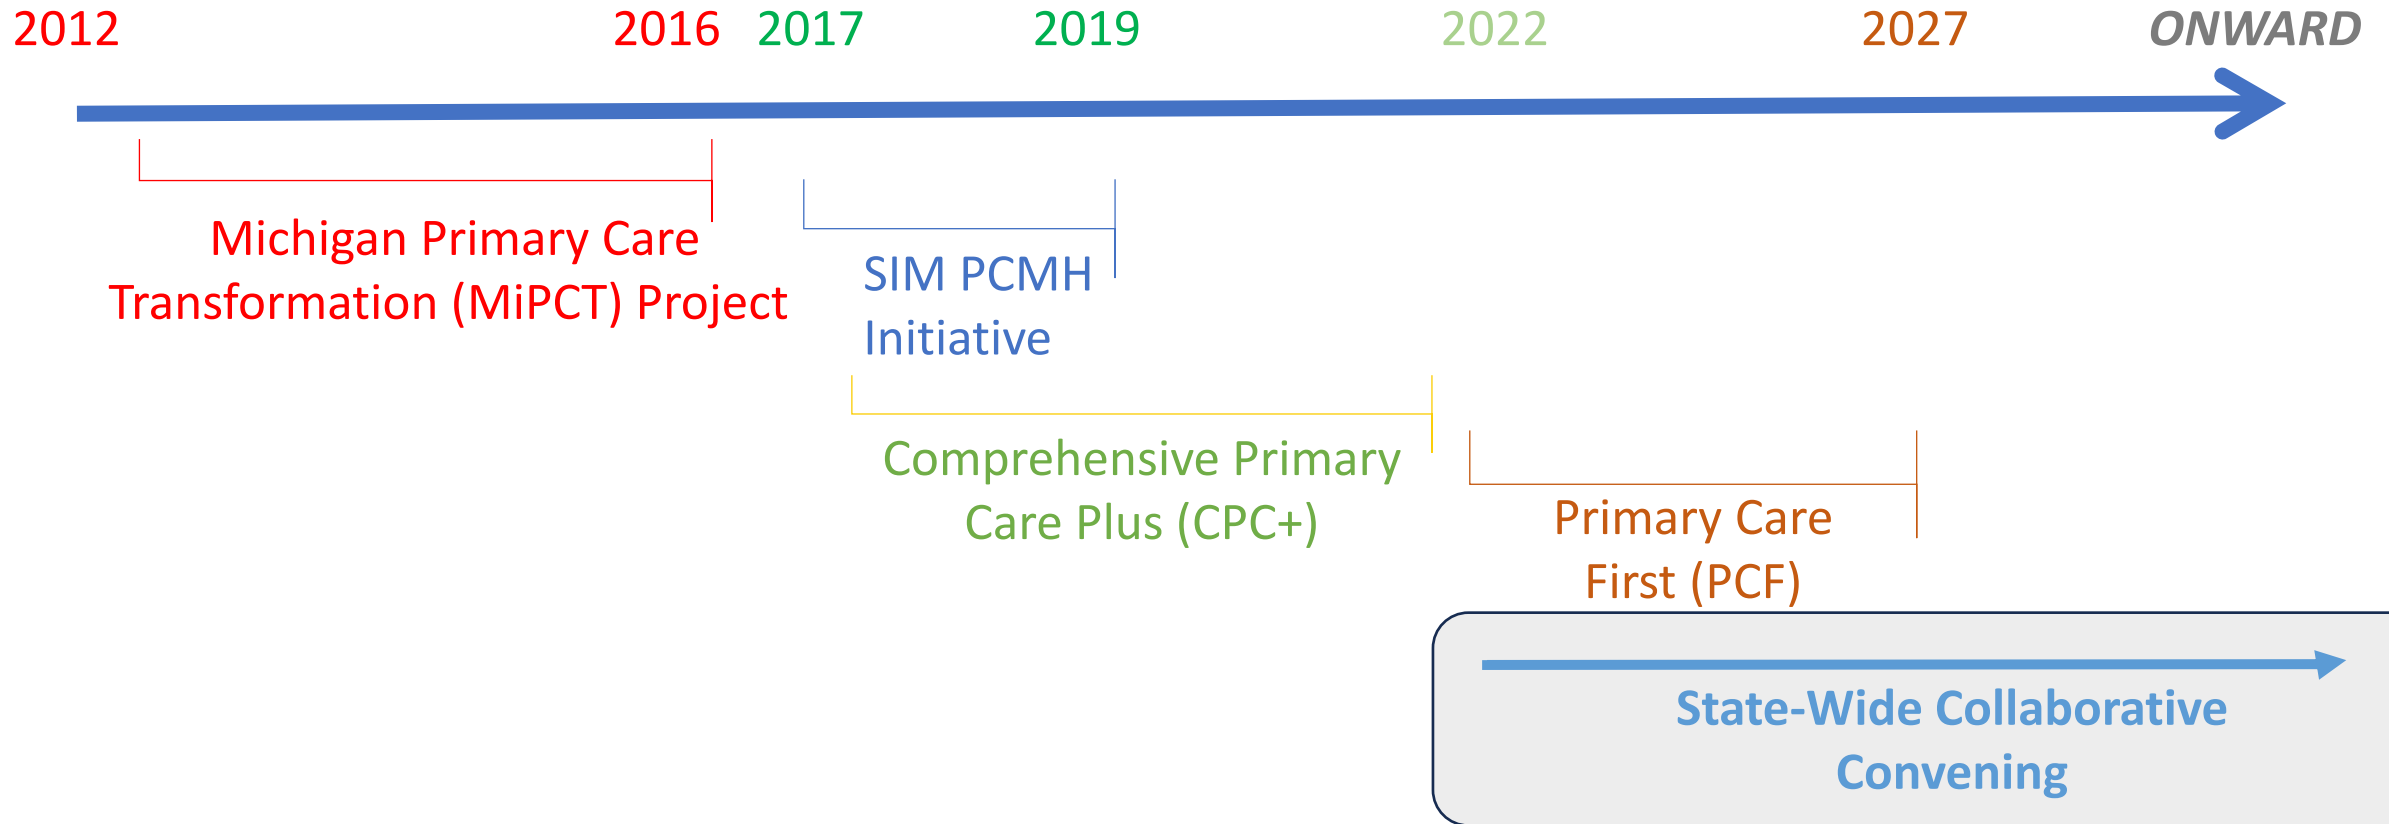 2012 2016 2017 2019 2022 2027 ONWARD
Michigan Primary Care
Transformation (MiPCT) Project
SIM PCMH
Initiative
Comprehensive Primary
Care Plus (CPC+)
Primary Care
First (PCF)
State-Wide Collaborative
Convening